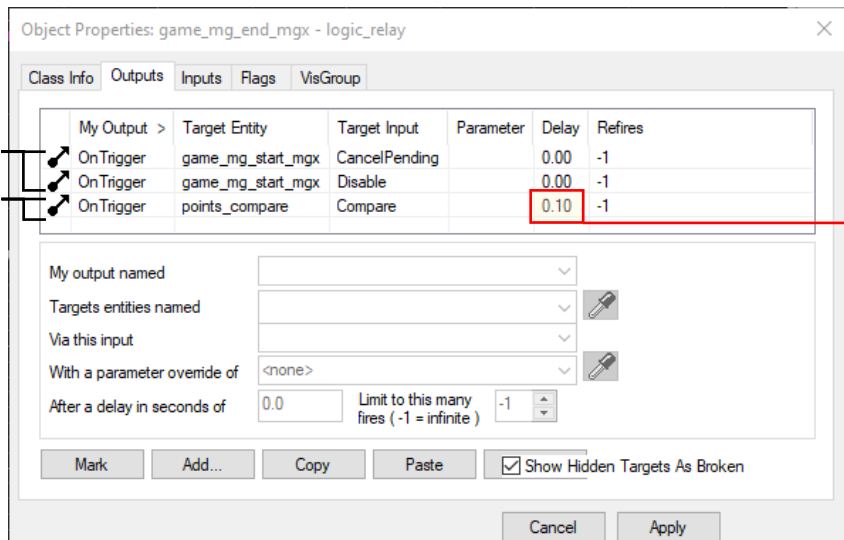 Object Properties: game_mg_end_mgx - logic_relay
Class Info Outputs Inputs Flags VisGroup
My Output > Target Entity Target Input Parameter Delay Refires
OnTrigger game_mg_start_mgx CancelPending 0.00 -1
OnTrigger game_mg_start_mgx Disable 0.00 -1
OnTrigger points_compare Compare 0.10 -1
My output named
Targets entities named
Via this input
With a parameter override of <none>
After a delay in seconds of 0.0 Limit to this many -1
fires ( -1 = infinite )
Mark Add... Copy Paste Show Hidden Targets As Broken
Cancel Apply